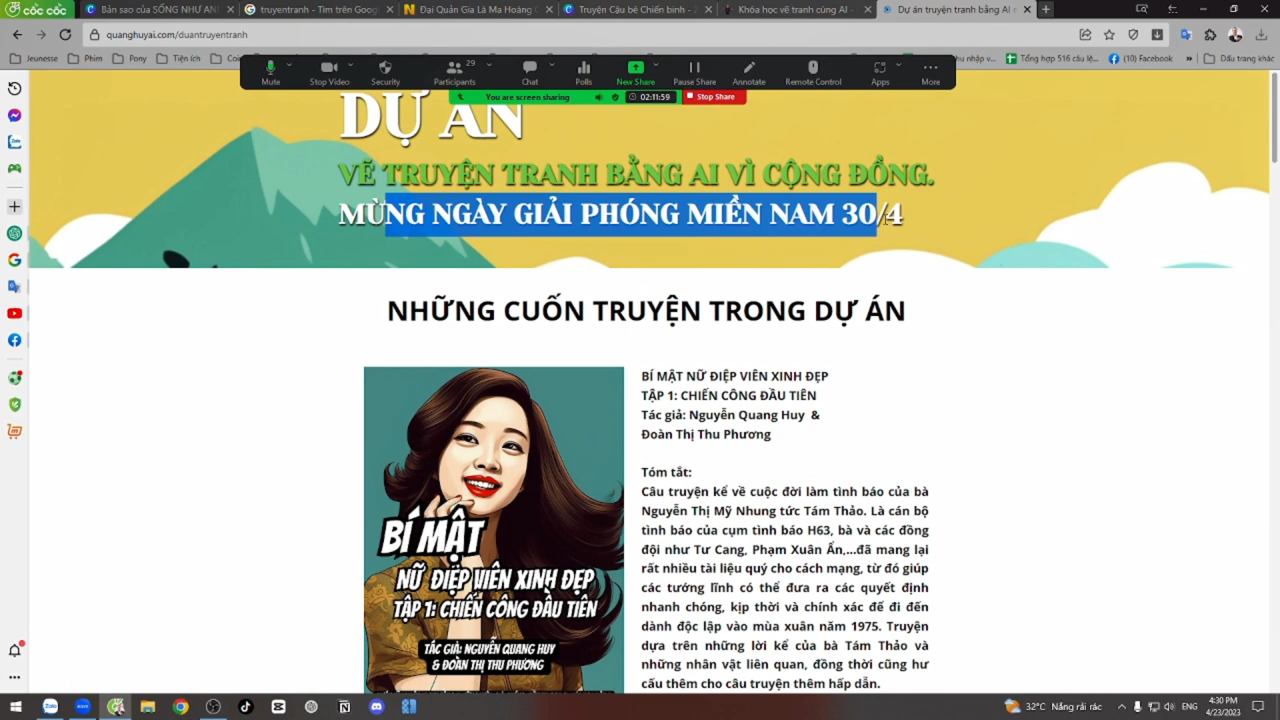 cốc cốc
Bản sao của SỐNG NHƯ ANH
truyentranh - Tìm trên Goog
Đại Quản Gia Là Ma Hoàng
Truyện Cậu bé Chiến binh - 2
Khóa học vẽ tranh cùng AI -
Dự án truyện tranh bằng AI
quanghuyai.com/duantruyentranh
Jeunesse
Phim
Pony
Tiện ích
nhu nhập v...
Tổng hợp 516 câu lệ...
(10) Facebook
Dấu trang khác
29
Mute
Stop Video
Security
Participants
Chat
Polls
New Share
Pause Share
Annotate
Remote Control
Apps
More
You are screen sharing
02:11:59
Stop Share
DỰ ÁN
VẼ TRUYỆN TRANH BẰNG AI VÌ CỘNG ĐỒNG.
MỪNG NGÀY GIẢI PHÓNG MIỀN NAM 30/4
NHỮNG CUỐN TRUYỆN TRONG DỰ ÁN
BÍ MẬT NỮ ĐIỆP VIÊN XINH ĐẸP
TẬP 1: CHIẾN CÔNG ĐẦU TIÊN
Tác giả: Nguyễn Quang Huy &
Đoàn Thị Thu Phương
Tóm tắt:
Câu truyện kể về cuộc đời làm tình báo của bà
Nguyễn Thị Mỹ Nhung tức Tám Thảo. Là cán bộ
tình báo của cụm tình báo H63, bà và các đồng
đội như Tư Cang, Phạm Xuân Ẩn,...đã mang lại
rất nhiều tài liệu quý cho cách mạng, từ đó giúp
các tướng lĩnh có thể đưa ra các quyết định
nhanh chóng, kịp thời và chính xác để đi đến
dành độc lập vào mùa xuân năm 1975. Truyện
dựa trên những lời kể của bà Tám Thảo và
những nhân vật liên quan, đồng thời cũng hư
cấu thêm cho câu truyện thêm hấp dẫn.
BÍ MẬT
NỮ ĐIỆP VIÊN XINH ĐẸP
TẬP 1: CHIẾN CÔNG ĐẦU TIÊN
TÁC GIẢ: NGUYỄN QUANG HUY
& ĐOÀN THỊ THU PHƯƠNG
32°C Nắng rải rác
ENG
4:30 PM
4/23/2023